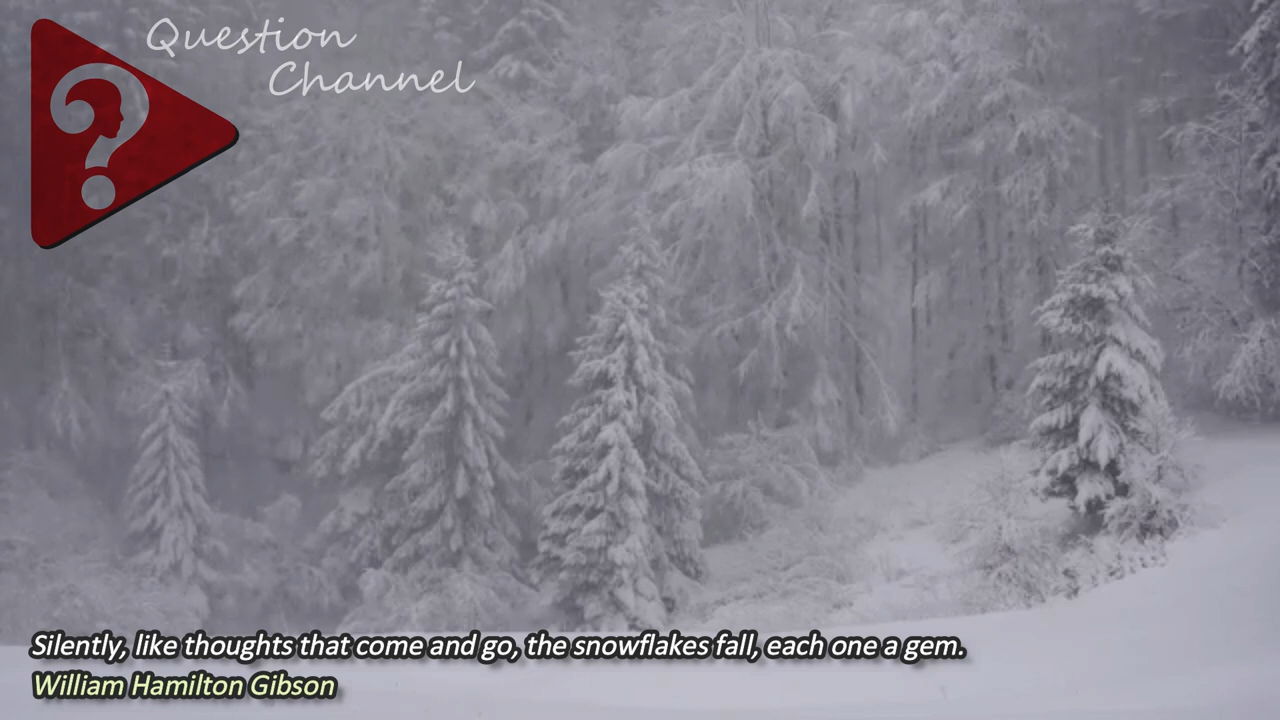 Question
Channel
Silently, like thoughts that come and go, the snowflakes fall, each one a gem.
William Hamilton Gibson